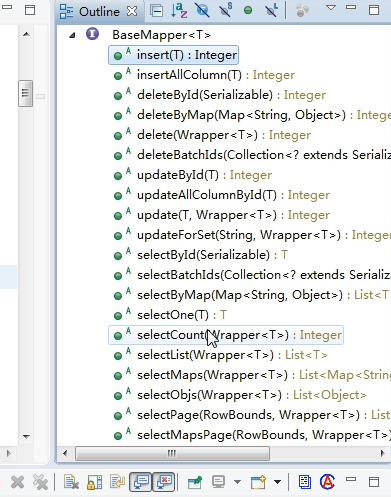 Outline
BaseMapper<T>
insert(T) : Integer
insertAllColumn(T) : Integer
deleteById(Serializable) : Integer
deleteByMap(Map<String, Object>) : Integer
delete(Wrapper<T>) : Integer
deleteBatchIds(Collection<? extends Serializ
updateById(T) : Integer
updateAllColumnById(T) : Integer
update(T, Wrapper<T>) : Integer
updateForSet(String, Wrapper<T>) : Intege
selectById(Serializable) : T
selectBatchIds(Collection<? extends Serializ
selectByMap(Map<String, Object>) : List<T
selectOne(T) : T
selectCount(Wrapper<T>) : Integer
selectList(Wrapper<T>) : List<T>
selectMaps(Wrapper<T>) : List<Map<String
selectObjs(Wrapper<T>) : List<Object>
selectPage(RowBounds, Wrapper<T>) : List
selectMapsPage(RowBounds, Wrapper<T>)